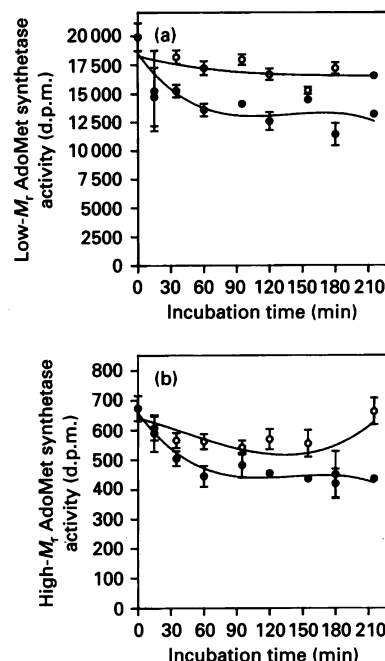 (a)
Low-Mr AdoMet synthetase
activity (d.p.m.)
20 000
17 500
15 000
12 500
10 000
7500
5000
2500
0
0 30 60 90 120 150 180 210
Incubation time (min)
(b)
High-Mr AdoMet synthetase
activity (d.p.m.)
800
700
600
500
400
300
200
100
0
0 30 60 90 120 150 180 210
Incubation time (min)